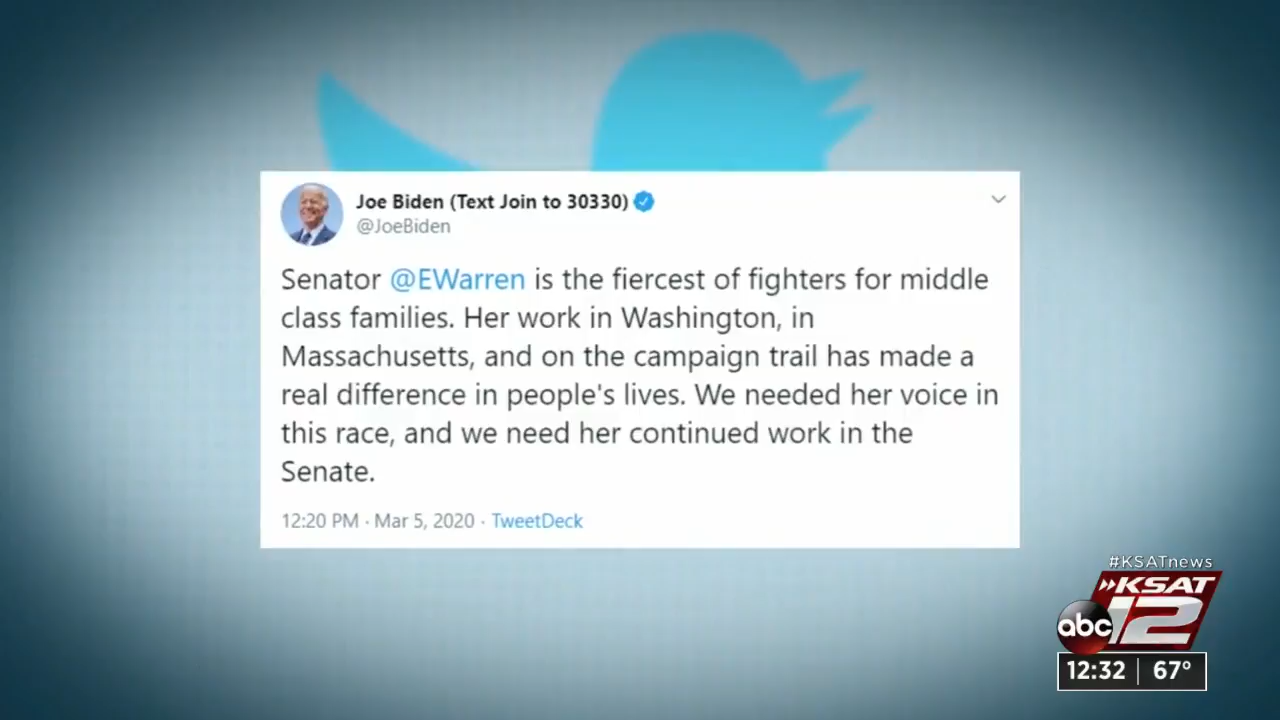 Joe Biden (Text Join to 30330)
@JoeBiden
Senator @EWarren is the fiercest of fighters for middle
class families. Her work in Washington, in
Massachusetts, and on the campaign trail has made a
real difference in people's lives. We needed her voice in
this race, and we need her continued work in the
Senate.
12:20 PM · Mar 5, 2020 · TweetDeck
#KSATnews
KSAT
abc 12
12:32 67°